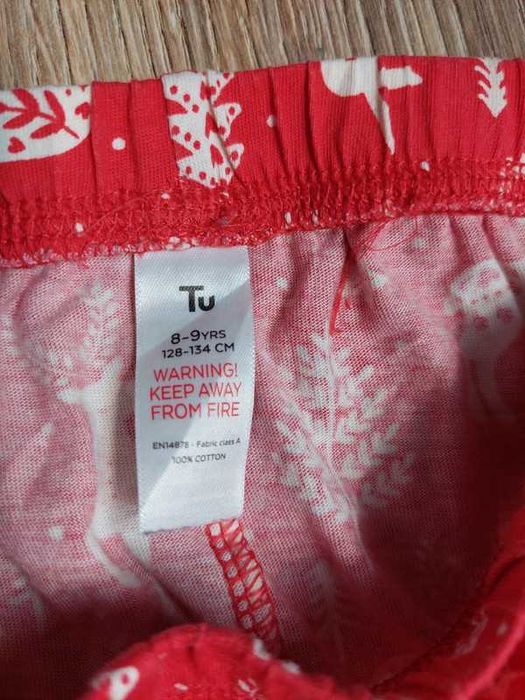 Tu
8-9YRS
128-134 CM
WARNING!
KEEP AWAY
FROM FIRE
EN14878 - Fabric class A
100% COTTON